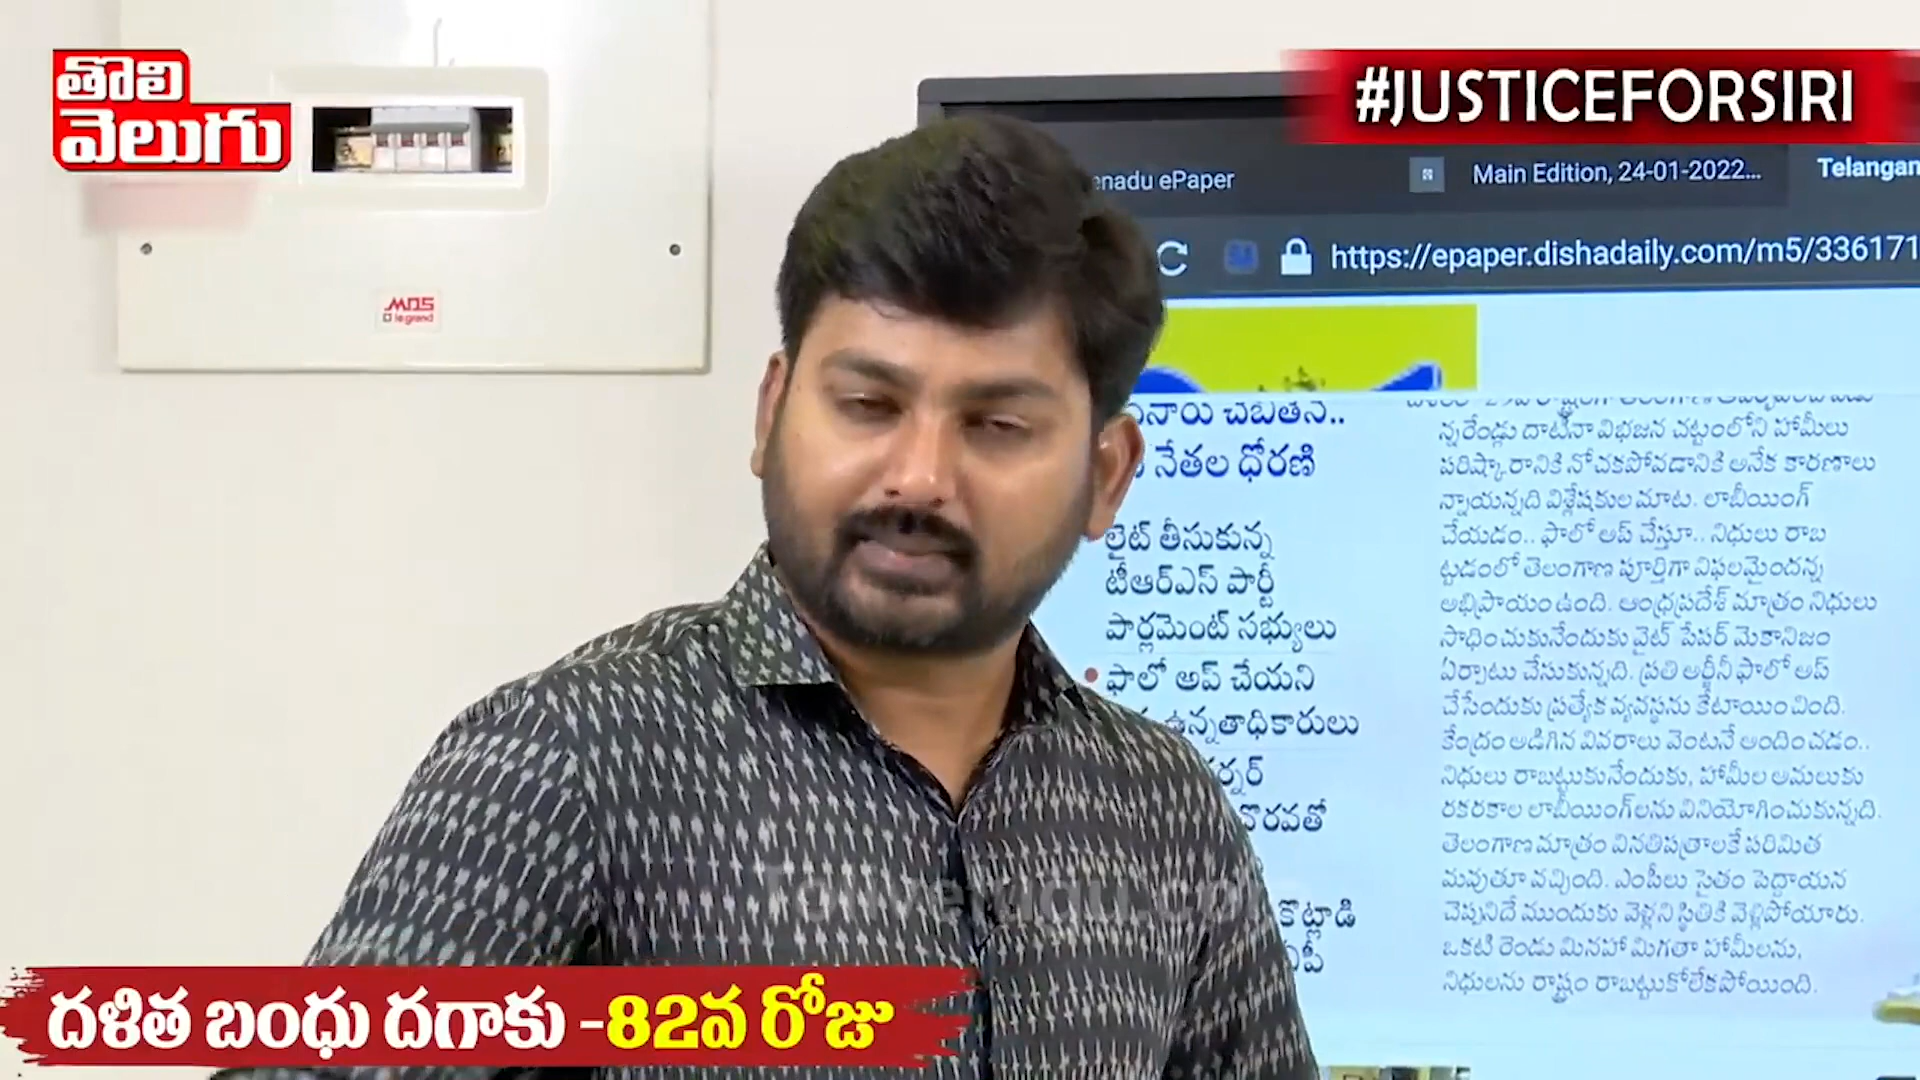 తొలి
వెలుగు
#JUSTICEFORSIRI
enadu ePaper
Main Edition, 24-01-2022...
Telangan
https://epaper.dishadaily.com/m5/336171
MDS
legrand
చెబితేనే..
నేతల ధోరణి
లైట్ తీసుకున్న
టీఆర్ఎస్ పార్టీ
పార్లమెంట్ సభ్యులు
ఫాలో అప్ చేయని
ఉన్నతాధికారులు
కొట్లాడి
న్నరేండ్లు దాటినా విభజన చట్టంలోని హామీలు
పరిష్కారానికి నోచకపోవడానికి అనేక కారణాలు
న్నాయన్నది విశ్లేషకుల మాట. లాబీయింగ్
చేయడం.. ఫాలో అప్ చేస్తూ.. నిధులు రాబ
ట్టడంలో తెలంగాణ పూర్తిగా విఫలమైందన్న
అభిప్రాయం ఉంది. ఆంధ్రప్రదేశ్ మాత్రం నిధులు
సాధించుకునేందుకు వైట్ పేపర్ మెకానిజం
ఏర్పాటు చేసుకున్నది. ప్రతి అర్జీనీ ఫాలో అప్
చేసేందుకు ప్రత్యేక వ్యవస్థను కేటాయించింది.
కేంద్రం అడిగిన వివరాలు వెంటనే అందించడం..
నిధులు రాబట్టుకునేందుకు, హామీల అమలుకు
రకరకాల లాబీయింగ్‌లను వినియోగించుకున్నది.
తెలంగాణ మాత్రం వినతిపత్రాలకే పరిమిత
మవుతూ వచ్చింది. ఎంపీలు సైతం పెద్దాయన
చెప్పనిదే ముందుకు వెళ్లని స్థితికి వెళ్లిపోయారు.
ఒకటి రెండు మినహా మిగతా హామీలను,
నిధులను రాష్ట్రం రాబట్టుకోలేకపోయింది.
Toliverugu.com
దళిత బంధు దగాకు -82వ రోజు